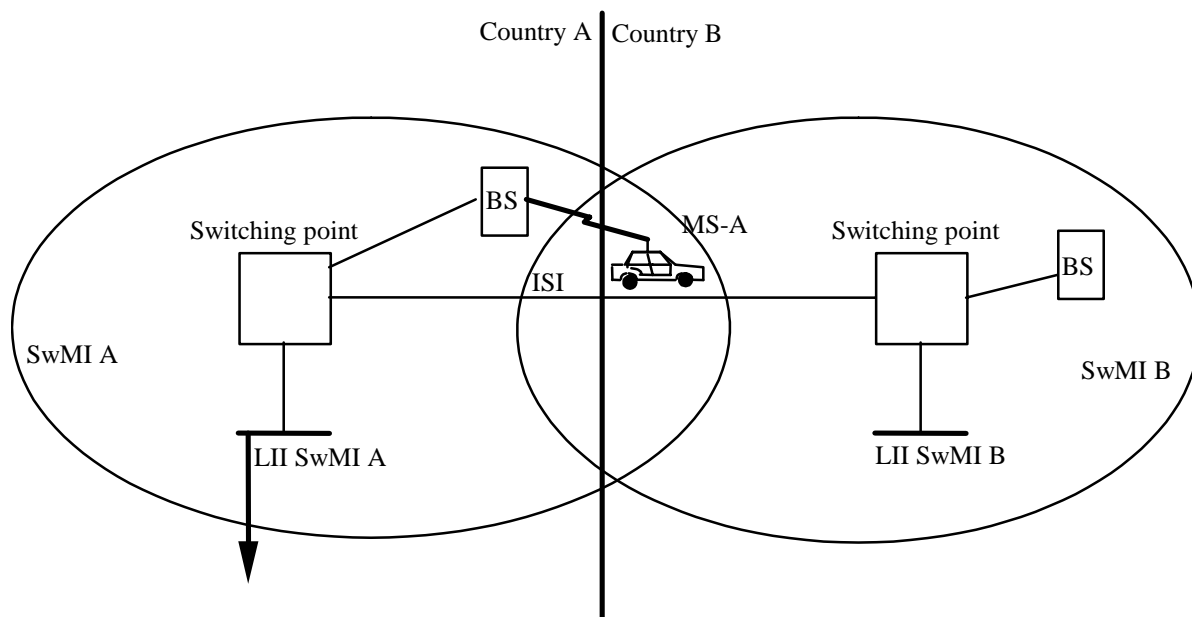 Country A
Country B
BS
MS-A
Switching point
Switching point
BS
ISI
SwMI A
SwMI B
LII SwMI A
LII SwMI B